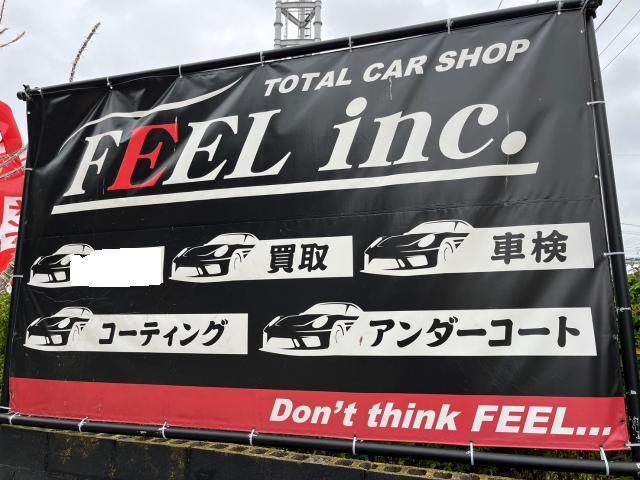 TOTAL CAR SHOP
FEEL inc.
買取
車検
コーティング
アンダーコート
Don't think FEEL...